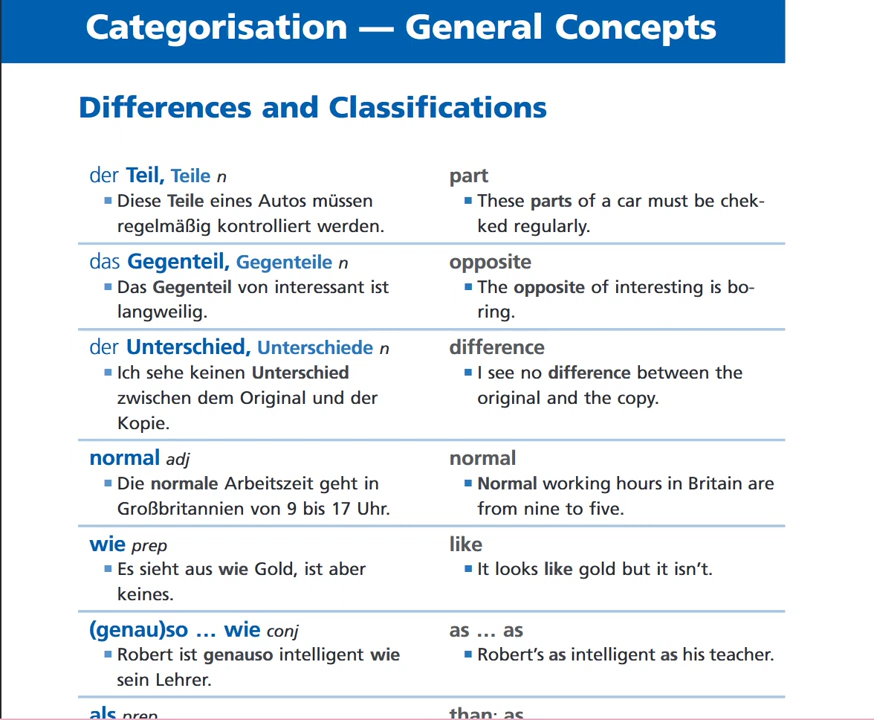 Categorisation — General Concepts
Differences and Classifications
der Teil, Teile n
Diese Teile eines Autos müssen
regelmäßig kontrolliert werden.
part
These parts of a car must be chek-
ked regularly.
das Gegenteil, Gegenteile n
Das Gegenteil von interessant ist
langweilig.
opposite
The opposite of interesting is bo-
ring.
der Unterschied, Unterschiede n
Ich sehe keinen Unterschied
zwischen dem Original und der
Kopie.
difference
I see no difference between the
original and the copy.
normal adj
Die normale Arbeitszeit geht in
Großbritannien von 9 bis 17 Uhr.
normal
Normal working hours in Britain are
from nine to five.
wie prep
Es sieht aus wie Gold, ist aber
keines.
like
It looks like gold but it isn't.
(genau)so … wie conj
Robert ist genauso intelligent wie
sein Lehrer.
as … as
Robert's as intelligent as his teacher.
als prep
than; as